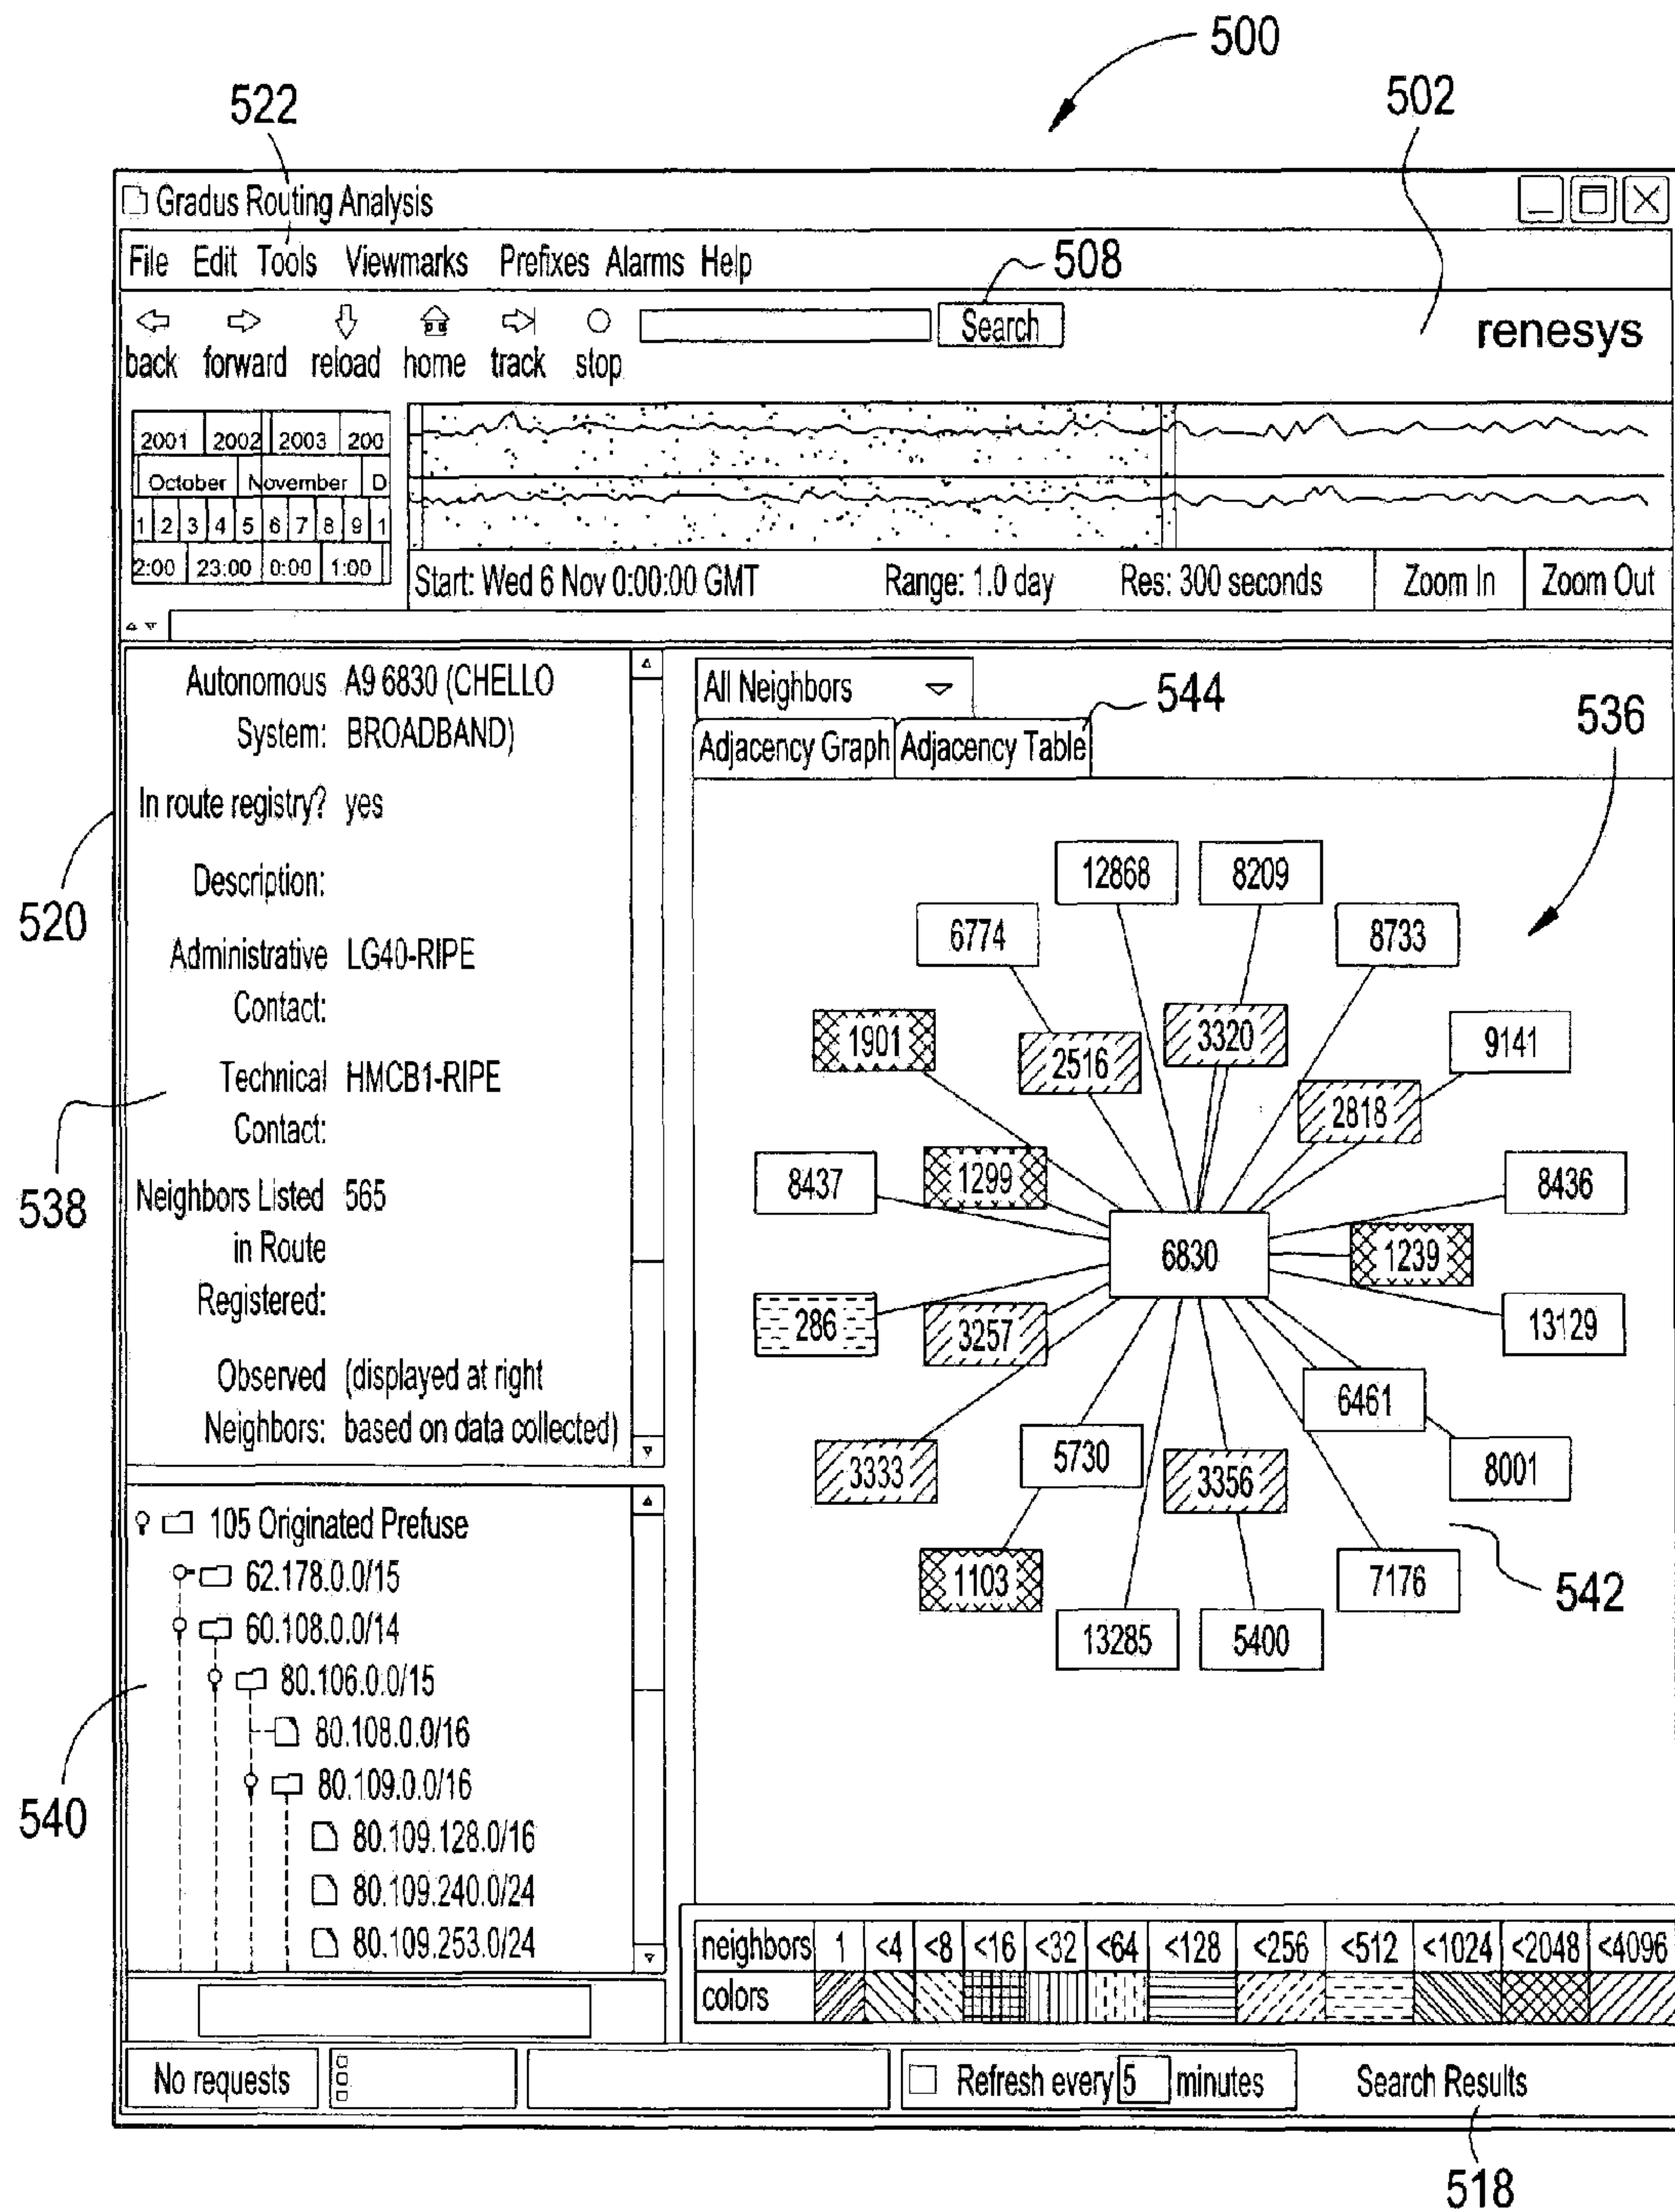 500
522
502
Gradus Routing Analysis
File Edit Tools Viewmarks Prefixes Alarms Help
508
back forward reload home track stop
Search
renesys
2001 2002 2003 200
October November D
1 2 3 4 5 6 7 8 9 1
2:00 23:00 0:00 1:00
Start: Wed 6 Nov 0:00:00 GMT Range: 1.0 day Res: 300 seconds Zoom In Zoom Out
Autonomous A9 6830 (CHELLO
System: BROADBAND)
In route registry? yes
Description:
Administrative LG40-RIPE
Contact:
Technical HMCB1-RIPE
Contact:
Neighbors Listed 565
in Route
Registered:
Observed (displayed at right
Neighbors: based on data collected)
520
538
All Neighbors
544
Adjacency Graph Adjacency Table
536
12868 8209
6774 8733
1901 2516 3320 9141
2818
8437 1299 8436
6830 1239
286 3257 13129
6461
3333 5730 3356 8001
1103 7176
13285 5400
542
105 Originated Prefuse
62.178.0.0/15
60.108.0.0/14
80.106.0.0/15
80.108.0.0/16
80.109.0.0/16
80.109.128.0/16
80.109.240.0/24
80.109.253.0/24
540
neighbors 1 <4 <8 <16 <32 <64 <128 <256 <512 <1024 <2048 <4096
colors
No requests
Refresh every 5 minutes
Search Results
518